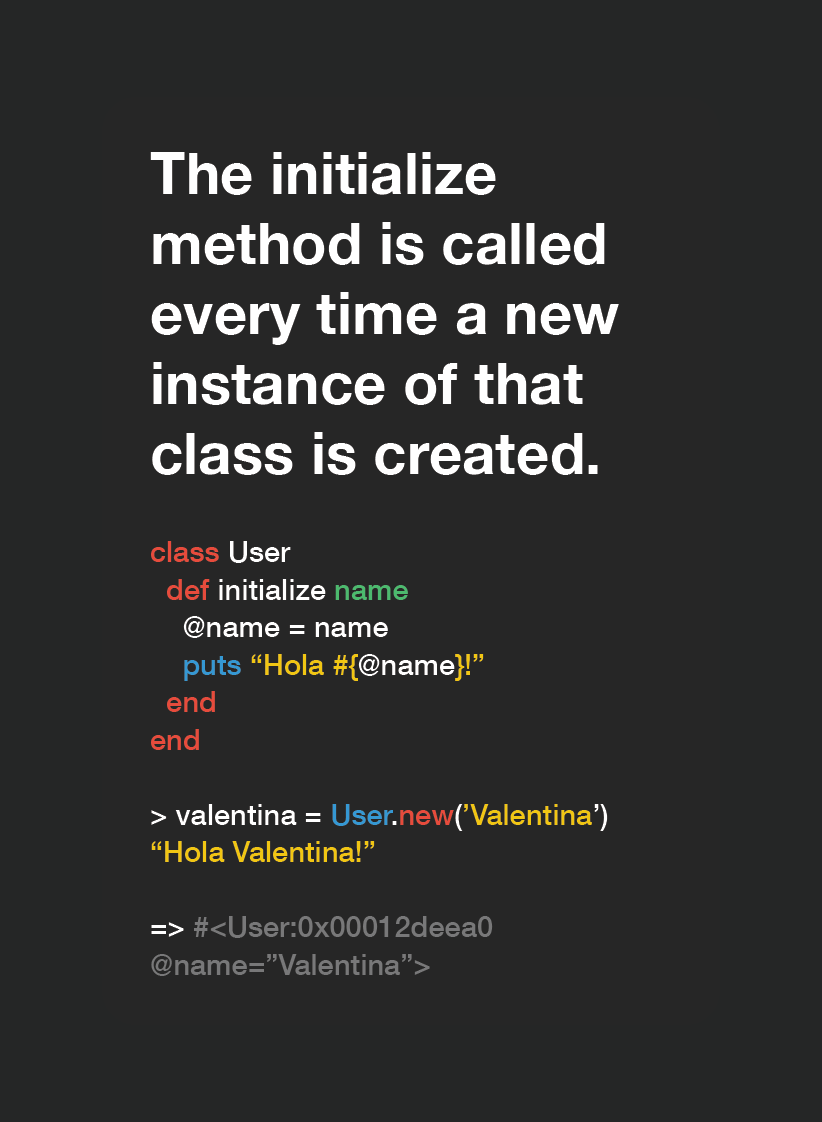 The initialize
method is called
every time a new
instance of that
class is created.
class User
def initialize name
@name = name
puts “Hola #{@name}!”
end
end
> valentina = User.new(’Valentina’)
“Hola Valentina!”
=> #<User:0x00012deea0
@name=”Valentina”>